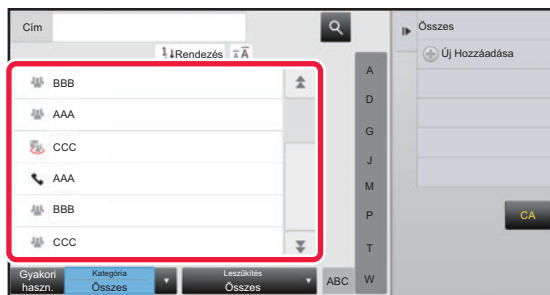 Cím
Rendezés
BBB
AAA
CCC
AAA
BBB
CCC
A
D
G
J
M
P
T
W
Gyakori
haszn.
Kategória
Összes
Leszűkítés
Összes
ABC
Összes
Új Hozzáadása
CA